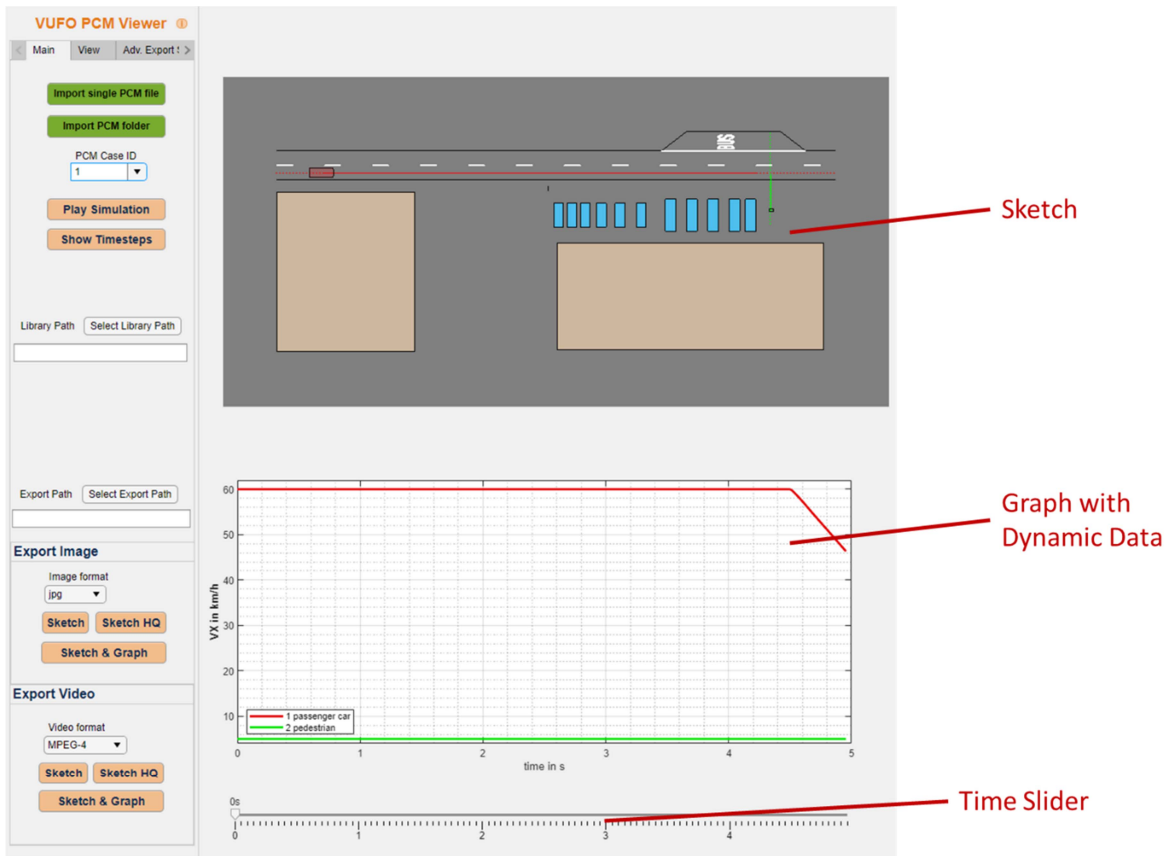 VUFO PCM Viewer
Main View Adv. Export S
Import single PCM file
Import PCM folder
PCM Case ID
1
Play Simulation
Show Timesteps
Library Path Select Library Path
Export Path Select Export Path
Export Image
Image format
jpg
Sketch Sketch HQ
Sketch & Graph
Export Video
Video format
MPEG-4
Sketch Sketch HQ
Sketch & Graph
BUS
Sketch
60
50
40
30
20
10
VX in km/h
1 passenger car
2 pedestrian
0 1 2 3 4 5
time in s
Graph with
Dynamic Data
0s
0 1 2 3 4
Time Slider